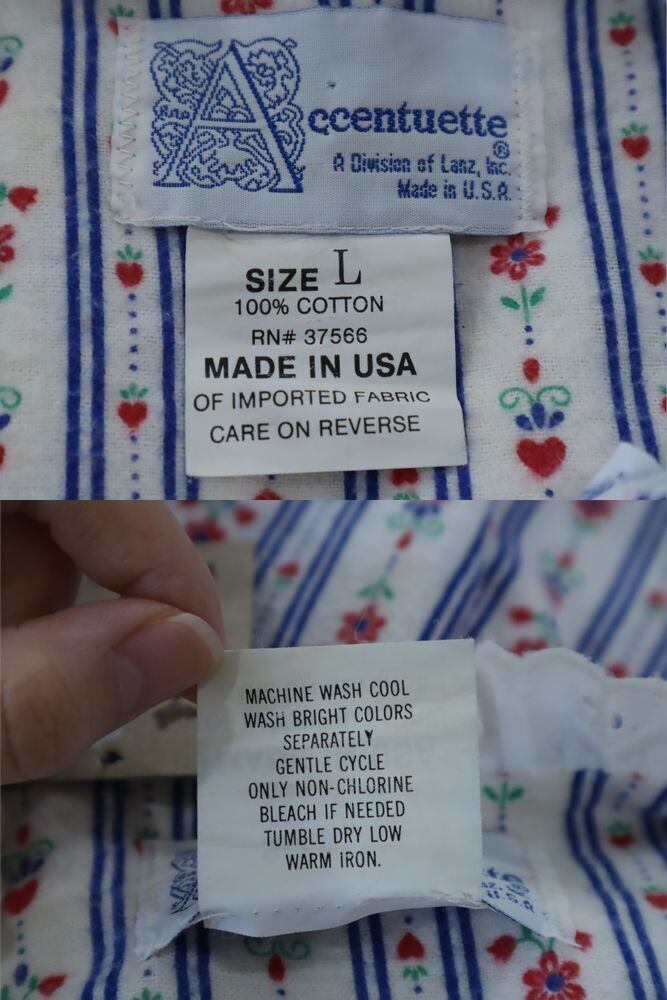 Accentuette®
A Division of Lanz, Inc.
Made in U.S.A.
SIZE L
100% COTTON
RN# 37566
MADE IN USA
OF IMPORTED FABRIC
CARE ON REVERSE
MACHINE WASH COOL
WASH BRIGHT COLORS
SEPARATELY
GENTLE CYCLE
ONLY NON-CHLORINE
BLEACH IF NEEDED
TUMBLE DRY LOW
WARM IRON.